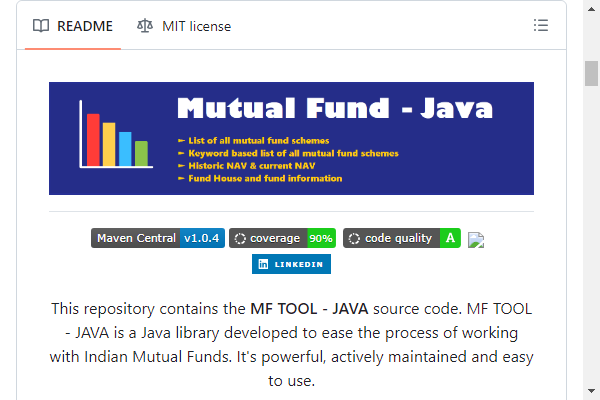 README
MIT license
Mutual Fund - Java
► List of all mutual fund schemes
► Keyword based list of all mutual fund schemes
► Historic NAV & current NAV
► Fund House and fund information
Maven Central v1.0.4 coverage 90% code quality A
LINKEDIN
This repository contains the MF TOOL - JAVA source code. MF TOOL
- JAVA is a Java library developed to ease the process of working
with Indian Mutual Funds. It's powerful, actively maintained and easy
to use.